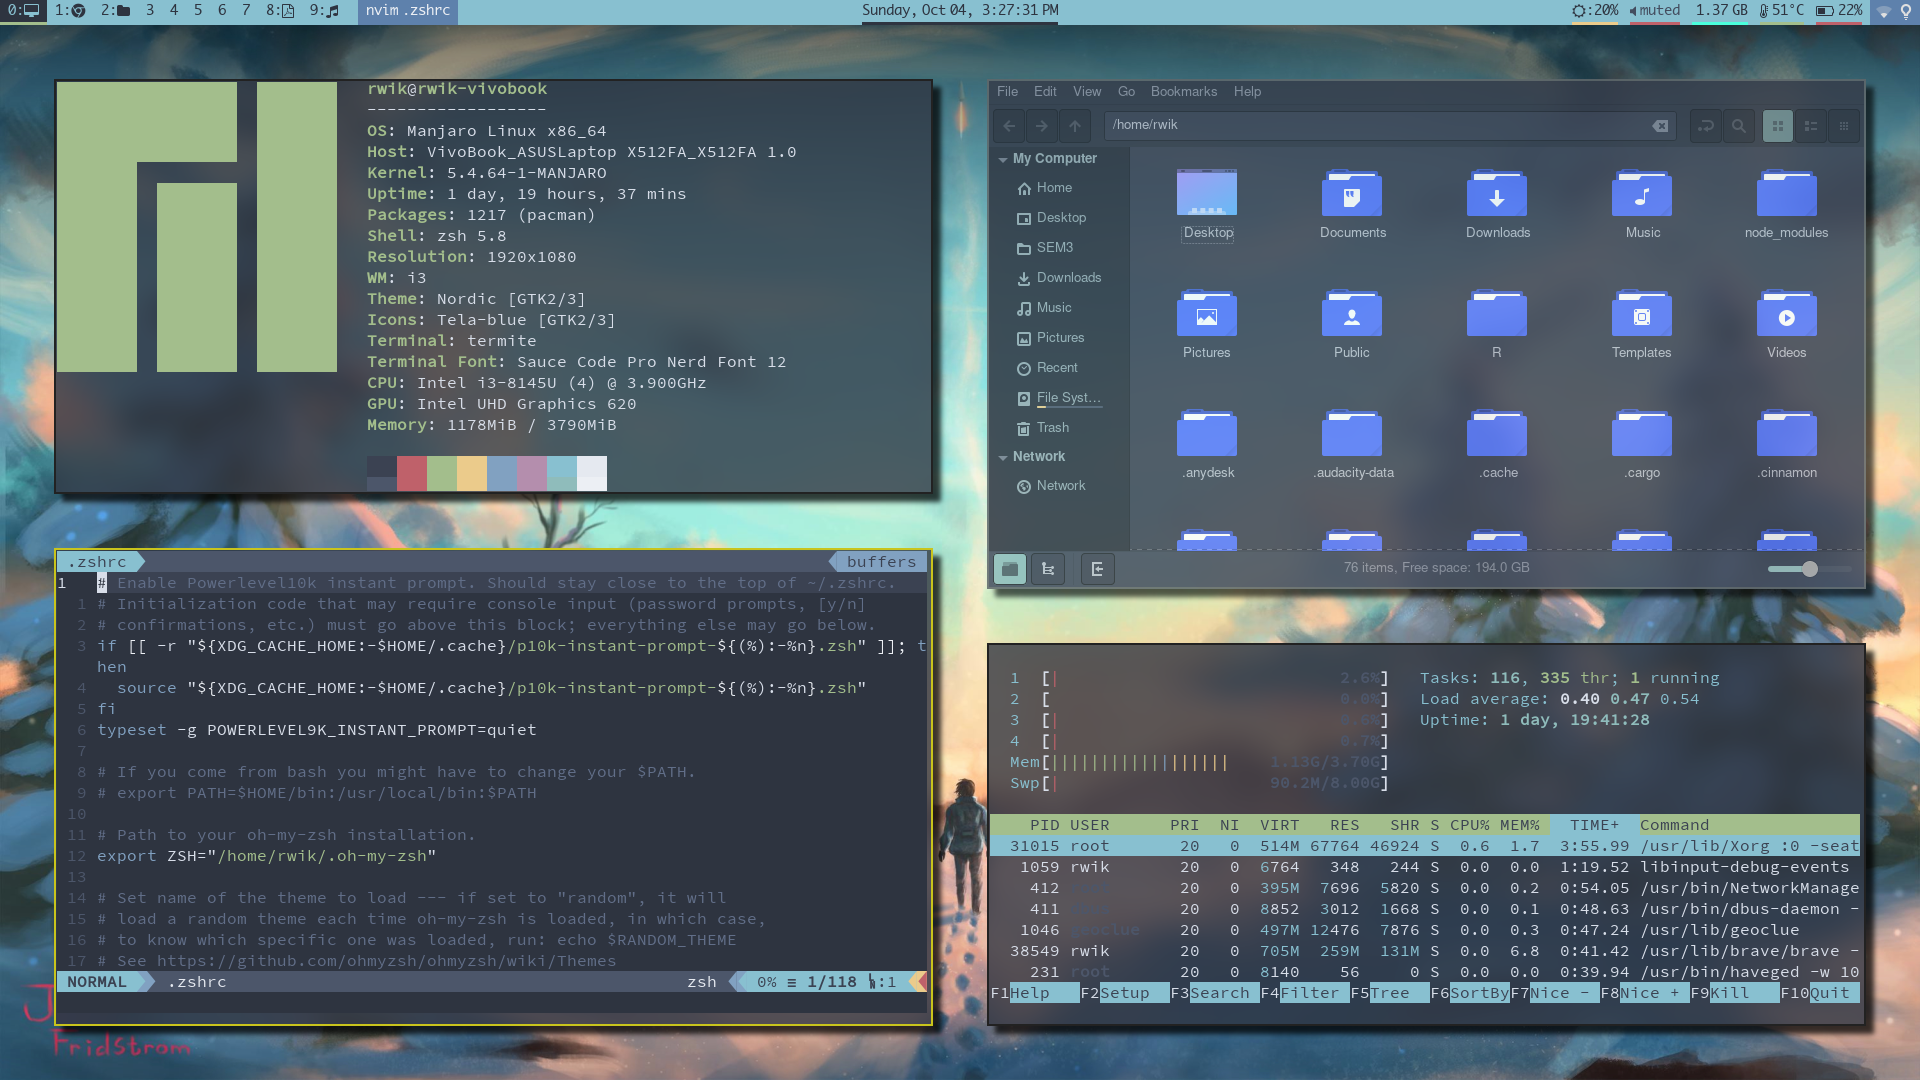 0: 1: 2: 3 4 5 6 7 8: 9: nvim .zshrc
Sunday, Oct 04, 3:27:31 PM
:20% muted 1.37 GB 51°C 22%
rwik@rwik-vivobook
------------------
OS: Manjaro Linux x86_64
Host: VivoBook_ASUSLaptop X512FA_X512FA 1.0
Kernel: 5.4.64-1-MANJARO
Uptime: 1 day, 19 hours, 37 mins
Packages: 1217 (pacman)
Shell: zsh 5.8
Resolution: 1920x1080
WM: i3
Theme: Nordic [GTK2/3]
Icons: Tela-blue [GTK2/3]
Terminal: termite
Terminal Font: Sauce Code Pro Nerd Font 12
CPU: Intel i3-8145U (4) @ 3.900GHz
GPU: Intel UHD Graphics 620
Memory: 1178MiB / 3790MiB
File Edit View Go Bookmarks Help
/home/rwik
My Computer
Home
Desktop
SEM3
Downloads
Music
Pictures
Recent
File Syst...
Trash
Network
Network
Desktop Documents Downloads Music node_modules
Pictures Public R Templates Videos
.anydesk .audacity-data .cache .cargo .cinnamon
76 items, Free space: 194.0 GB
.zshrc buffers
1 # Enable Powerlevel10k instant prompt. Should stay close to the top of ~/.zshrc.
1 # Initialization code that may require console input (password prompts, [y/n]
2 # confirmations, etc.) must go above this block; everything else may go below.
3 if [[ -r "${XDG_CACHE_HOME:-$HOME/.cache}/p10k-instant-prompt-${(%):-%n}.zsh" ]]; t
hen
4 source "${XDG_CACHE_HOME:-$HOME/.cache}/p10k-instant-prompt-${(%):-%n}.zsh"
5 fi
6 typeset -g POWERLEVEL9K_INSTANT_PROMPT=quiet
7
8 # If you come from bash you might have to change your $PATH.
9 # export PATH=$HOME/bin:/usr/local/bin:$PATH
10
11 # Path to your oh-my-zsh installation.
12 export ZSH="/home/rwik/.oh-my-zsh"
13
14 # Set name of the theme to load --- if set to "random", it will
15 # load a random theme each time oh-my-zsh is loaded, in which case,
16 # to know which specific one was loaded, run: echo $RANDOM_THEME
17 # See https://github.com/ohmyzsh/ohmyzsh/wiki/Themes
NORMAL .zshrc zsh 0% ≡ 1/118 :1
1 [| 2.6%]
2 [ 0.0%]
3 [| 0.6%]
4 [| 0.7%]
Mem[||||||||||||||||||1.13G/3.70G]
Swp[| 90.2M/8.00G]
Tasks: 116, 335 thr; 1 running
Load average: 0.40 0.47 0.54
Uptime: 1 day, 19:41:28
PID USER PRI NI VIRT RES SHR S CPU% MEM% TIME+ Command
31015 root 20 0 514M 67764 46924 S 0.6 1.7 3:55.99 /usr/lib/Xorg :0 -seat
1059 rwik 20 0 6764 348 244 S 0.0 0.0 1:19.52 libinput-debug-events
412 20 0 395M 7696 5820 S 0.0 0.2 0:54.05 /usr/bin/NetworkManage
411 20 0 8852 3012 1668 S 0.0 0.1 0:48.63 /usr/bin/dbus-daemon -
1046 geoclue 20 0 497M 12476 7876 S 0.0 0.3 0:47.24 /usr/lib/geoclue
38549 rwik 20 0 705M 259M 131M S 0.0 6.8 0:41.42 /usr/lib/brave/brave -
231 root 20 0 8140 56 0 S 0.0 0.0 0:39.94 /usr/bin/haveged -w 10
F1Help F2Setup F3Search F4Filter F5Tree F6SortBy F7Nice - F8Nice + F9Kill F10Quit
Fridstrom